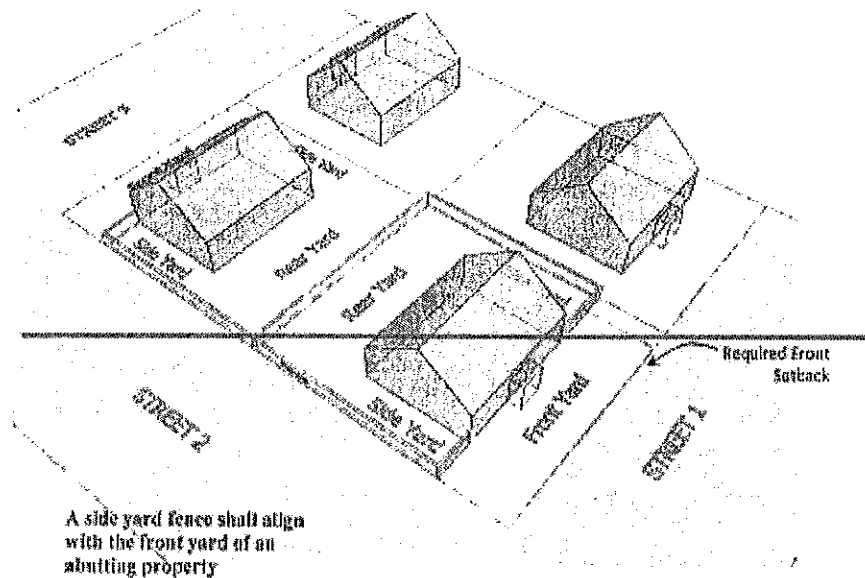 Side Yard
Rear Yard
Rear Yard
Required Front
Setback
Side Yard
Front Yard
STREET 2
STREET 1
A side yard fence shall align
with the front yard of an
abutting property